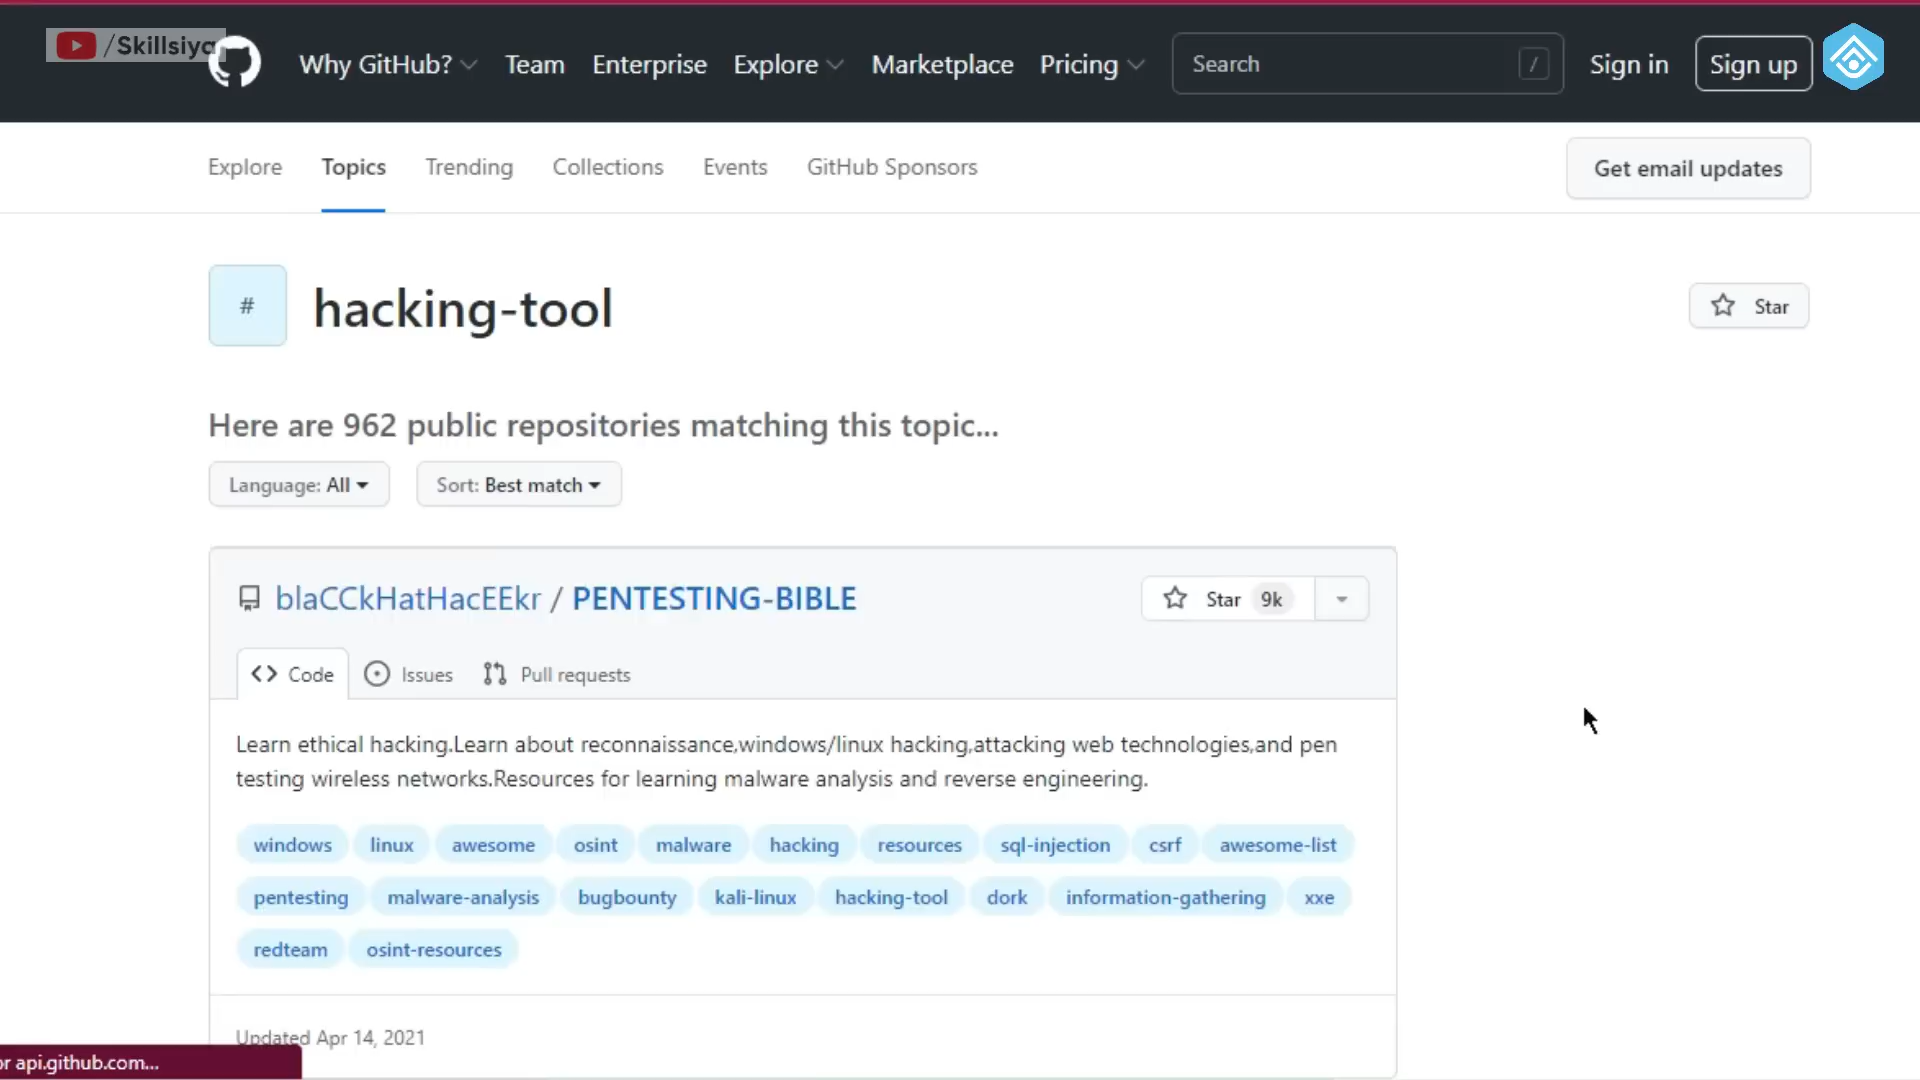 /Skillsiya
Why GitHub? Team Enterprise Explore Marketplace Pricing Search / Sign in Sign up
Explore Topics Trending Collections Events GitHub Sponsors Get email updates
# hacking-tool Star
Here are 962 public repositories matching this topic...
Language: All Sort: Best match
blaCCkHatHacEEkr / PENTESTING-BIBLE Star 9k
Code Issues Pull requests
Learn ethical hacking.Learn about reconnaissance,windows/linux hacking,attacking web technologies,and pen
testing wireless networks.Resources for learning malware analysis and reverse engineering.
windows linux awesome osint malware hacking resources sql-injection csrf awesome-list
pentesting malware-analysis bugbounty kali-linux hacking-tool dork information-gathering xxe
redteam osint-resources
Updated Apr 14, 2021
api.github.com...